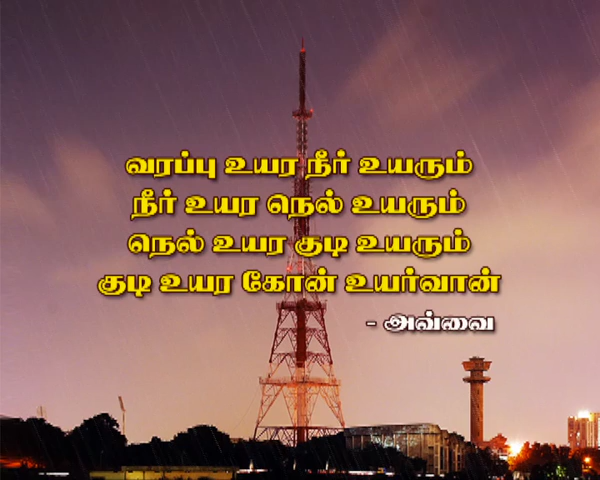 வரப்பு உயர நீர் உயரும்
நீர் உயர நெல் உயரும்
நெல் உயர குடி உயரும்
குடி உயர கோன் உயர்வான்
- அவ்வை